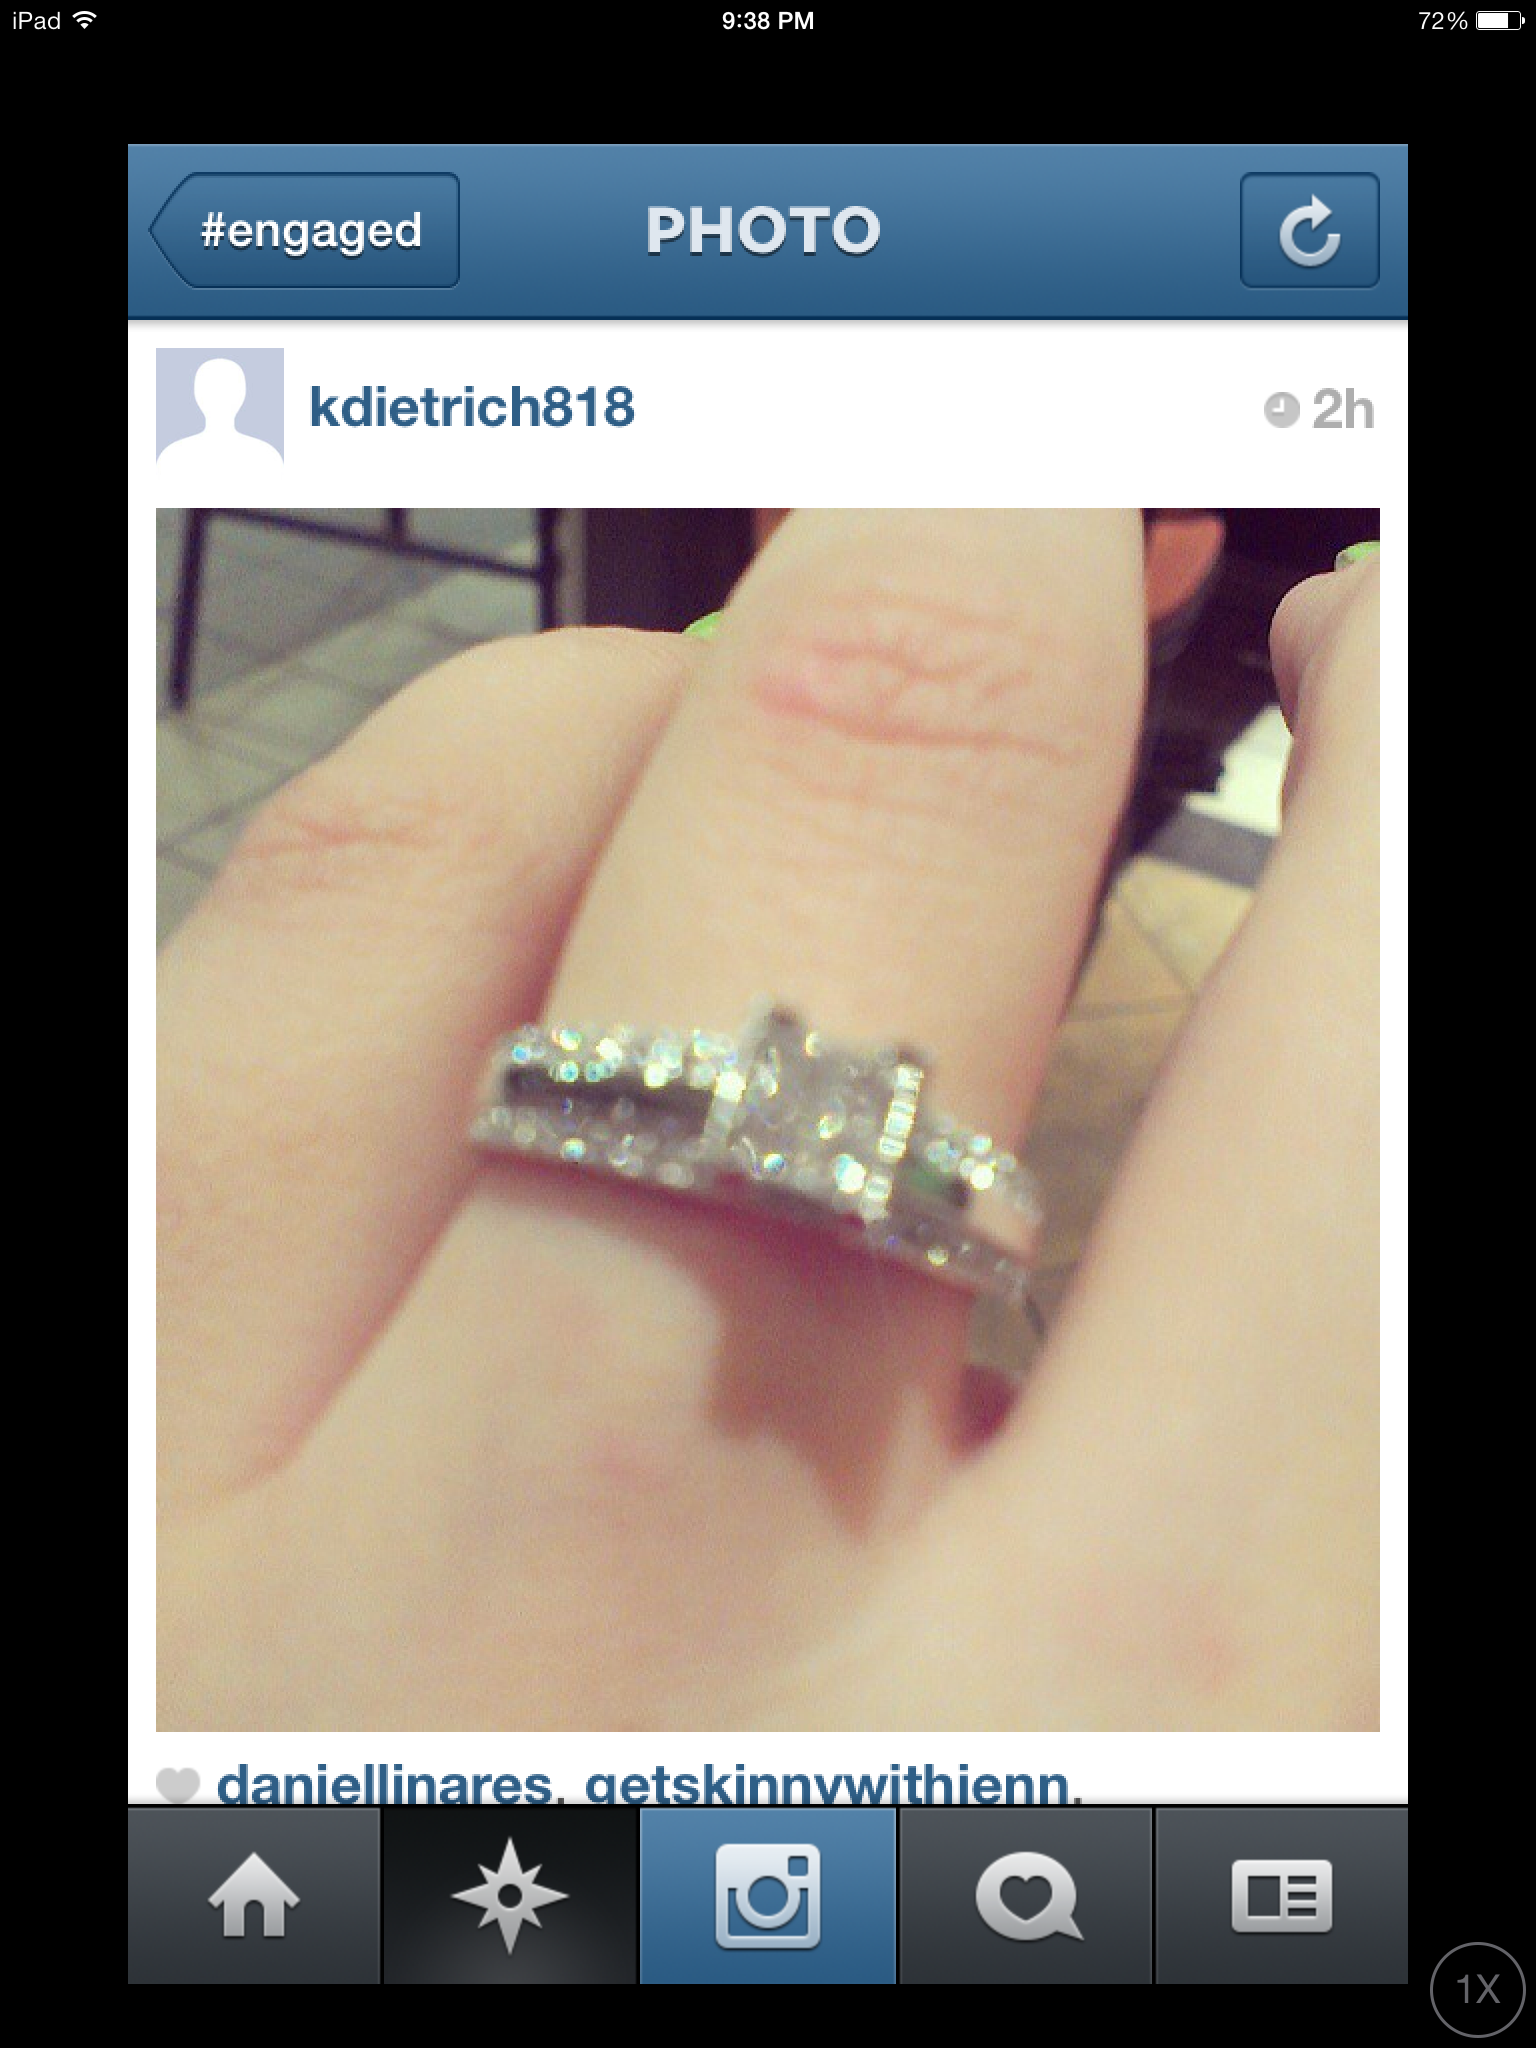 iPad 9:38 PM 72%
#engaged PHOTO
kdietrich818 2h
daniellinares, getskinnywithjenn,
1X